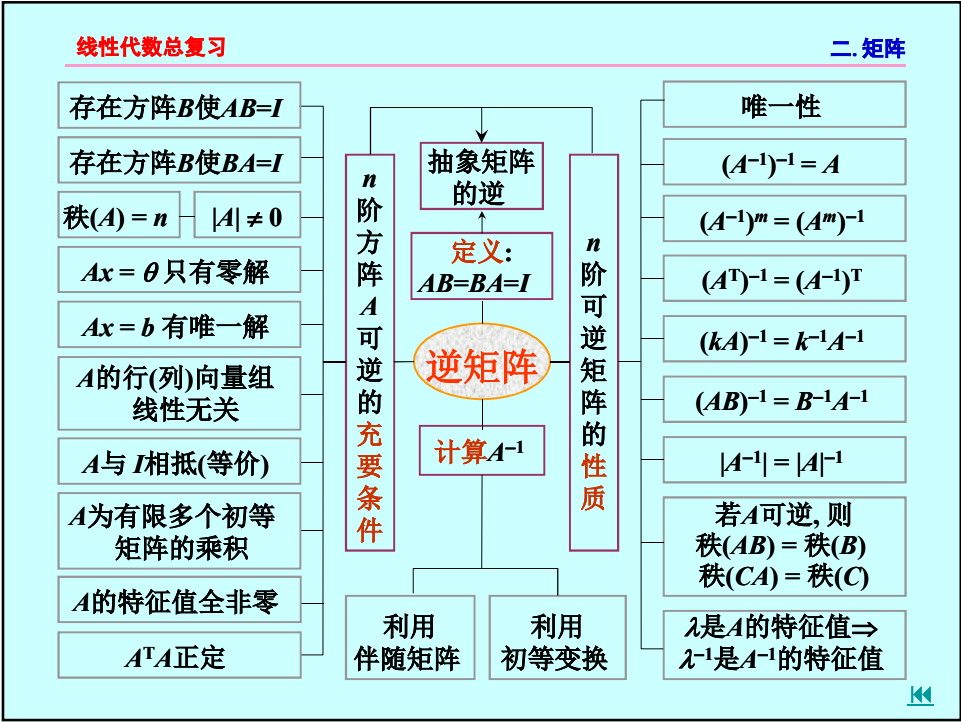 线性代数总复习
二. 矩阵
存在方阵B使AB=I
存在方阵B使BA=I
秩(A) = n
|A| ≠ 0
Ax = θ 只有零解
Ax = b 有唯一解
A的行(列)向量组
线性无关
A与 I相抵(等价)
A为有限多个初等
矩阵的乘积
A的特征值全非零
AᵀA正定
n
阶
方
阵
A
可
逆
的
充
要
条
件
抽象矩阵
的逆
定义:
AB=BA=I
逆矩阵
计算A⁻¹
利用
伴随矩阵
利用
初等变换
n
阶
可
逆
矩
阵
的
性
质
唯一性
(A⁻¹)⁻¹ = A
(A⁻¹)ᵐ = (Aᵐ)⁻¹
(Aᵀ)⁻¹ = (A⁻¹)ᵀ
(kA)⁻¹ = k⁻¹A⁻¹
(AB)⁻¹ = B⁻¹A⁻¹
|A⁻¹| = |A|⁻¹
若A可逆, 则
秩(AB) = 秩(B)
秩(CA) = 秩(C)
λ是A的特征值⇒
λ⁻¹是A⁻¹的特征值